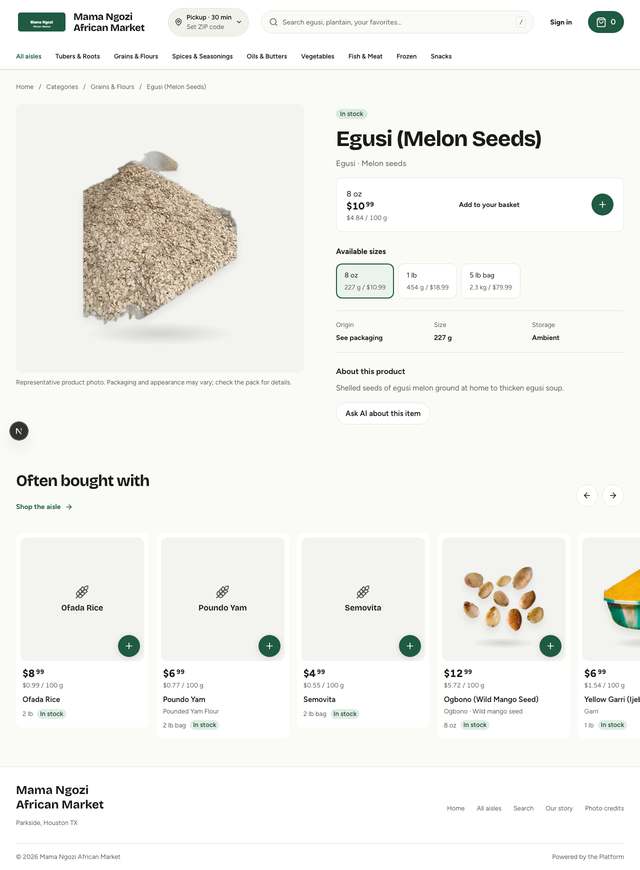 Mama Ngozi
African Market
Mama Ngozi
African Market
Pickup · 30 min
Set ZIP code
Search egusi, plantain, your favorites...
/
Sign in
0
All aisles
Tubers & Roots
Grains & Flours
Spices & Seasonings
Oils & Butters
Vegetables
Fish & Meat
Frozen
Snacks
Home / Categories / Grains & Flours / Egusi (Melon Seeds)
In stock
Egusi (Melon Seeds)
Egusi · Melon seeds
8 oz
$10.99
$4.84 / 100 g
Add to your basket
Available sizes
8 oz
227 g / $10.99
1 lb
454 g / $18.99
5 lb bag
2.3 kg / $79.99
Origin
See packaging
Size
227 g
Storage
Ambient
Representative product photo. Packaging and appearance may vary; check the pack for details.
About this product
Shelled seeds of egusi melon ground at home to thicken egusi soup.
Ask AI about this item
N
Often bought with
Shop the aisle
Ofada Rice
$8.99
$0.99 / 100 g
Ofada Rice
2 lb In stock
Poundo Yam
$6.99
$0.77 / 100 g
Poundo Yam
Pounded Yam Flour
2 lb bag In stock
Semovita
$4.99
$0.55 / 100 g
Semovita
2 lb bag In stock
$12.99
$5.72 / 100 g
Ogbono (Wild Mango Seed)
Ogbono · Wild mango seed
8 oz In stock
$6.99
$1.54 / 100 g
Yellow Garri (Ijeb
Garri
1 lb In stock
Mama Ngozi
African Market
Parkside, Houston TX
Home
All aisles
Search
Our story
Photo credits
© 2026 Mama Ngozi African Market
Powered by the Platform